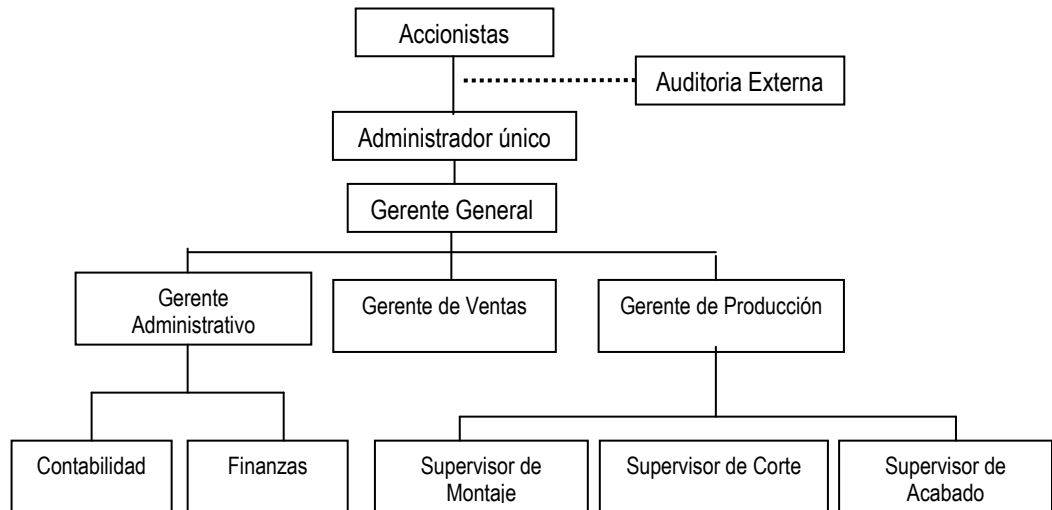 Accionistas
Auditoria Externa
Administrador único
Gerente General
Gerente
Administrativo
Gerente de Ventas
Gerente de Producción
Contabilidad
Finanzas
Supervisor de
Montaje
Supervisor de Corte
Supervisor de
Acabado